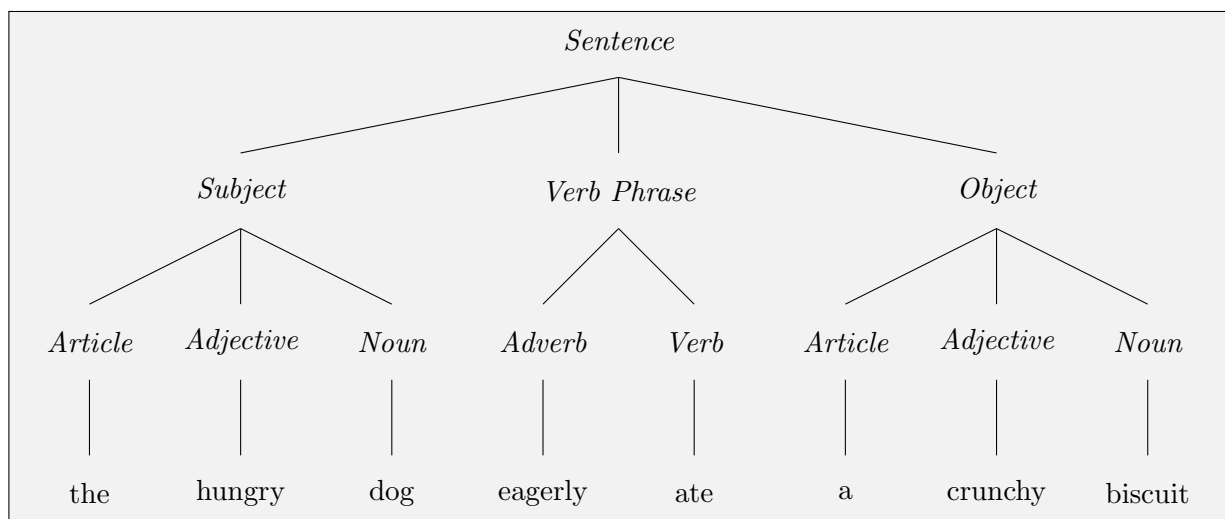 Sentence
Subject Verb Phrase Object
Article Adjective Noun Adverb Verb Article Adjective Noun
the hungry dog eagerly ate a crunchy biscuit